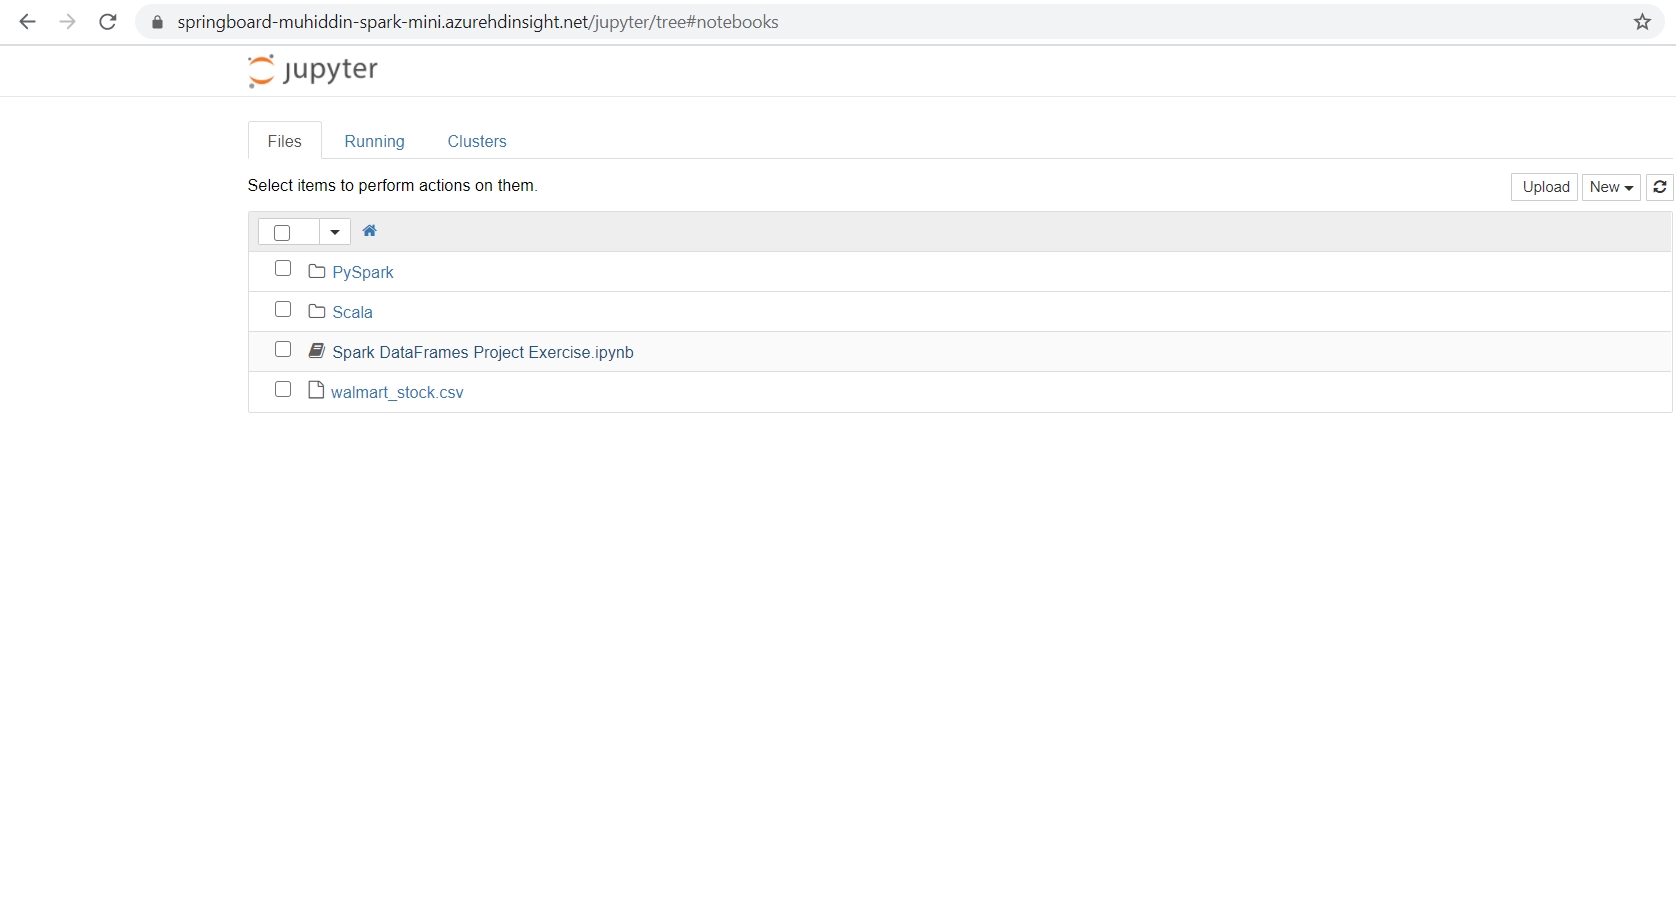 springboard-muhiddin-spark-mini.azurehdinsight.net/jupyter/tree#notebooks
jupyter
Files Running Clusters
Select items to perform actions on them. Upload New
PySpark
Scala
Spark DataFrames Project Exercise.ipynb
walmart_stock.csv